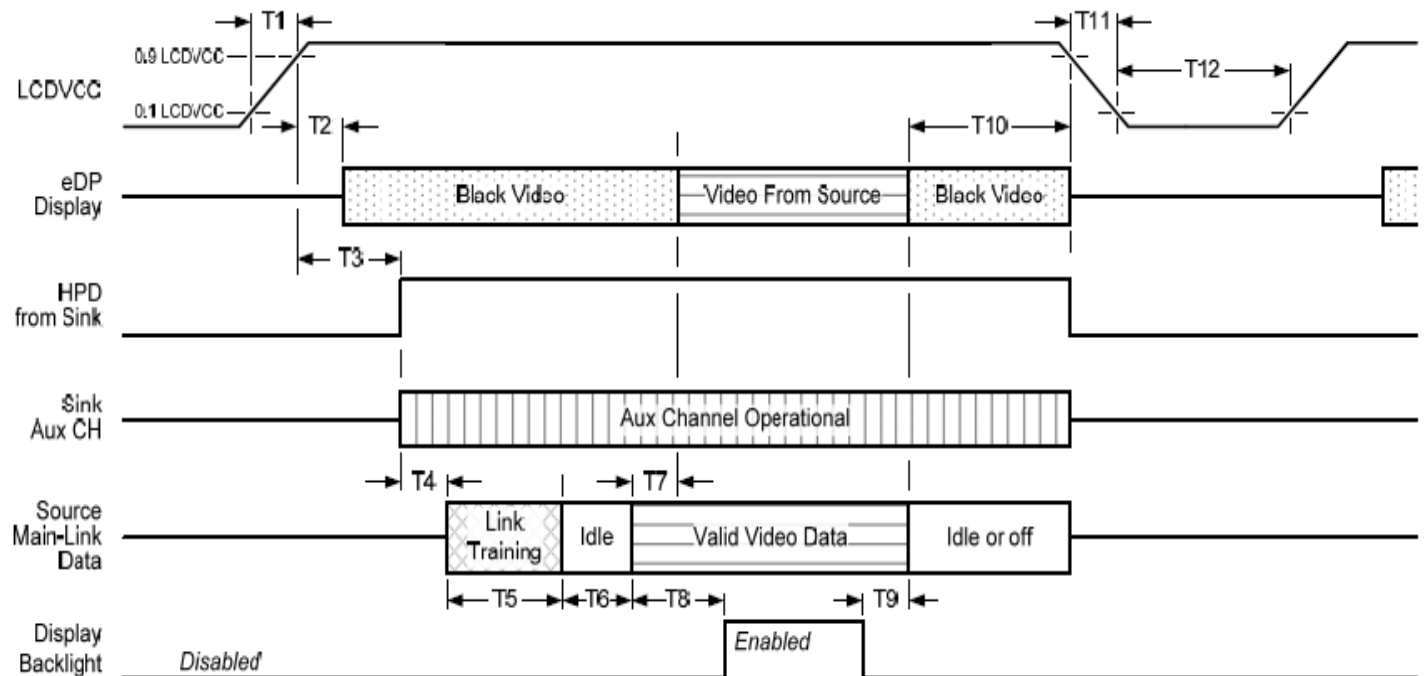 T1
T11
0.9 LCDVCC
T12
LCDVCC
0.1 LCDVCC
T2
T10
eDP
Display
Black Video
Video From Source
Black Video
T3
HPD
from Sink
Sink
Aux CH
Aux Channel Operational
T4
T7
Source
Main-Link
Data
Link
Training
Idle
Valid Video Data
Idle or off
T5
T6
T8
T9
Display
Backlight
Disabled
Enabled